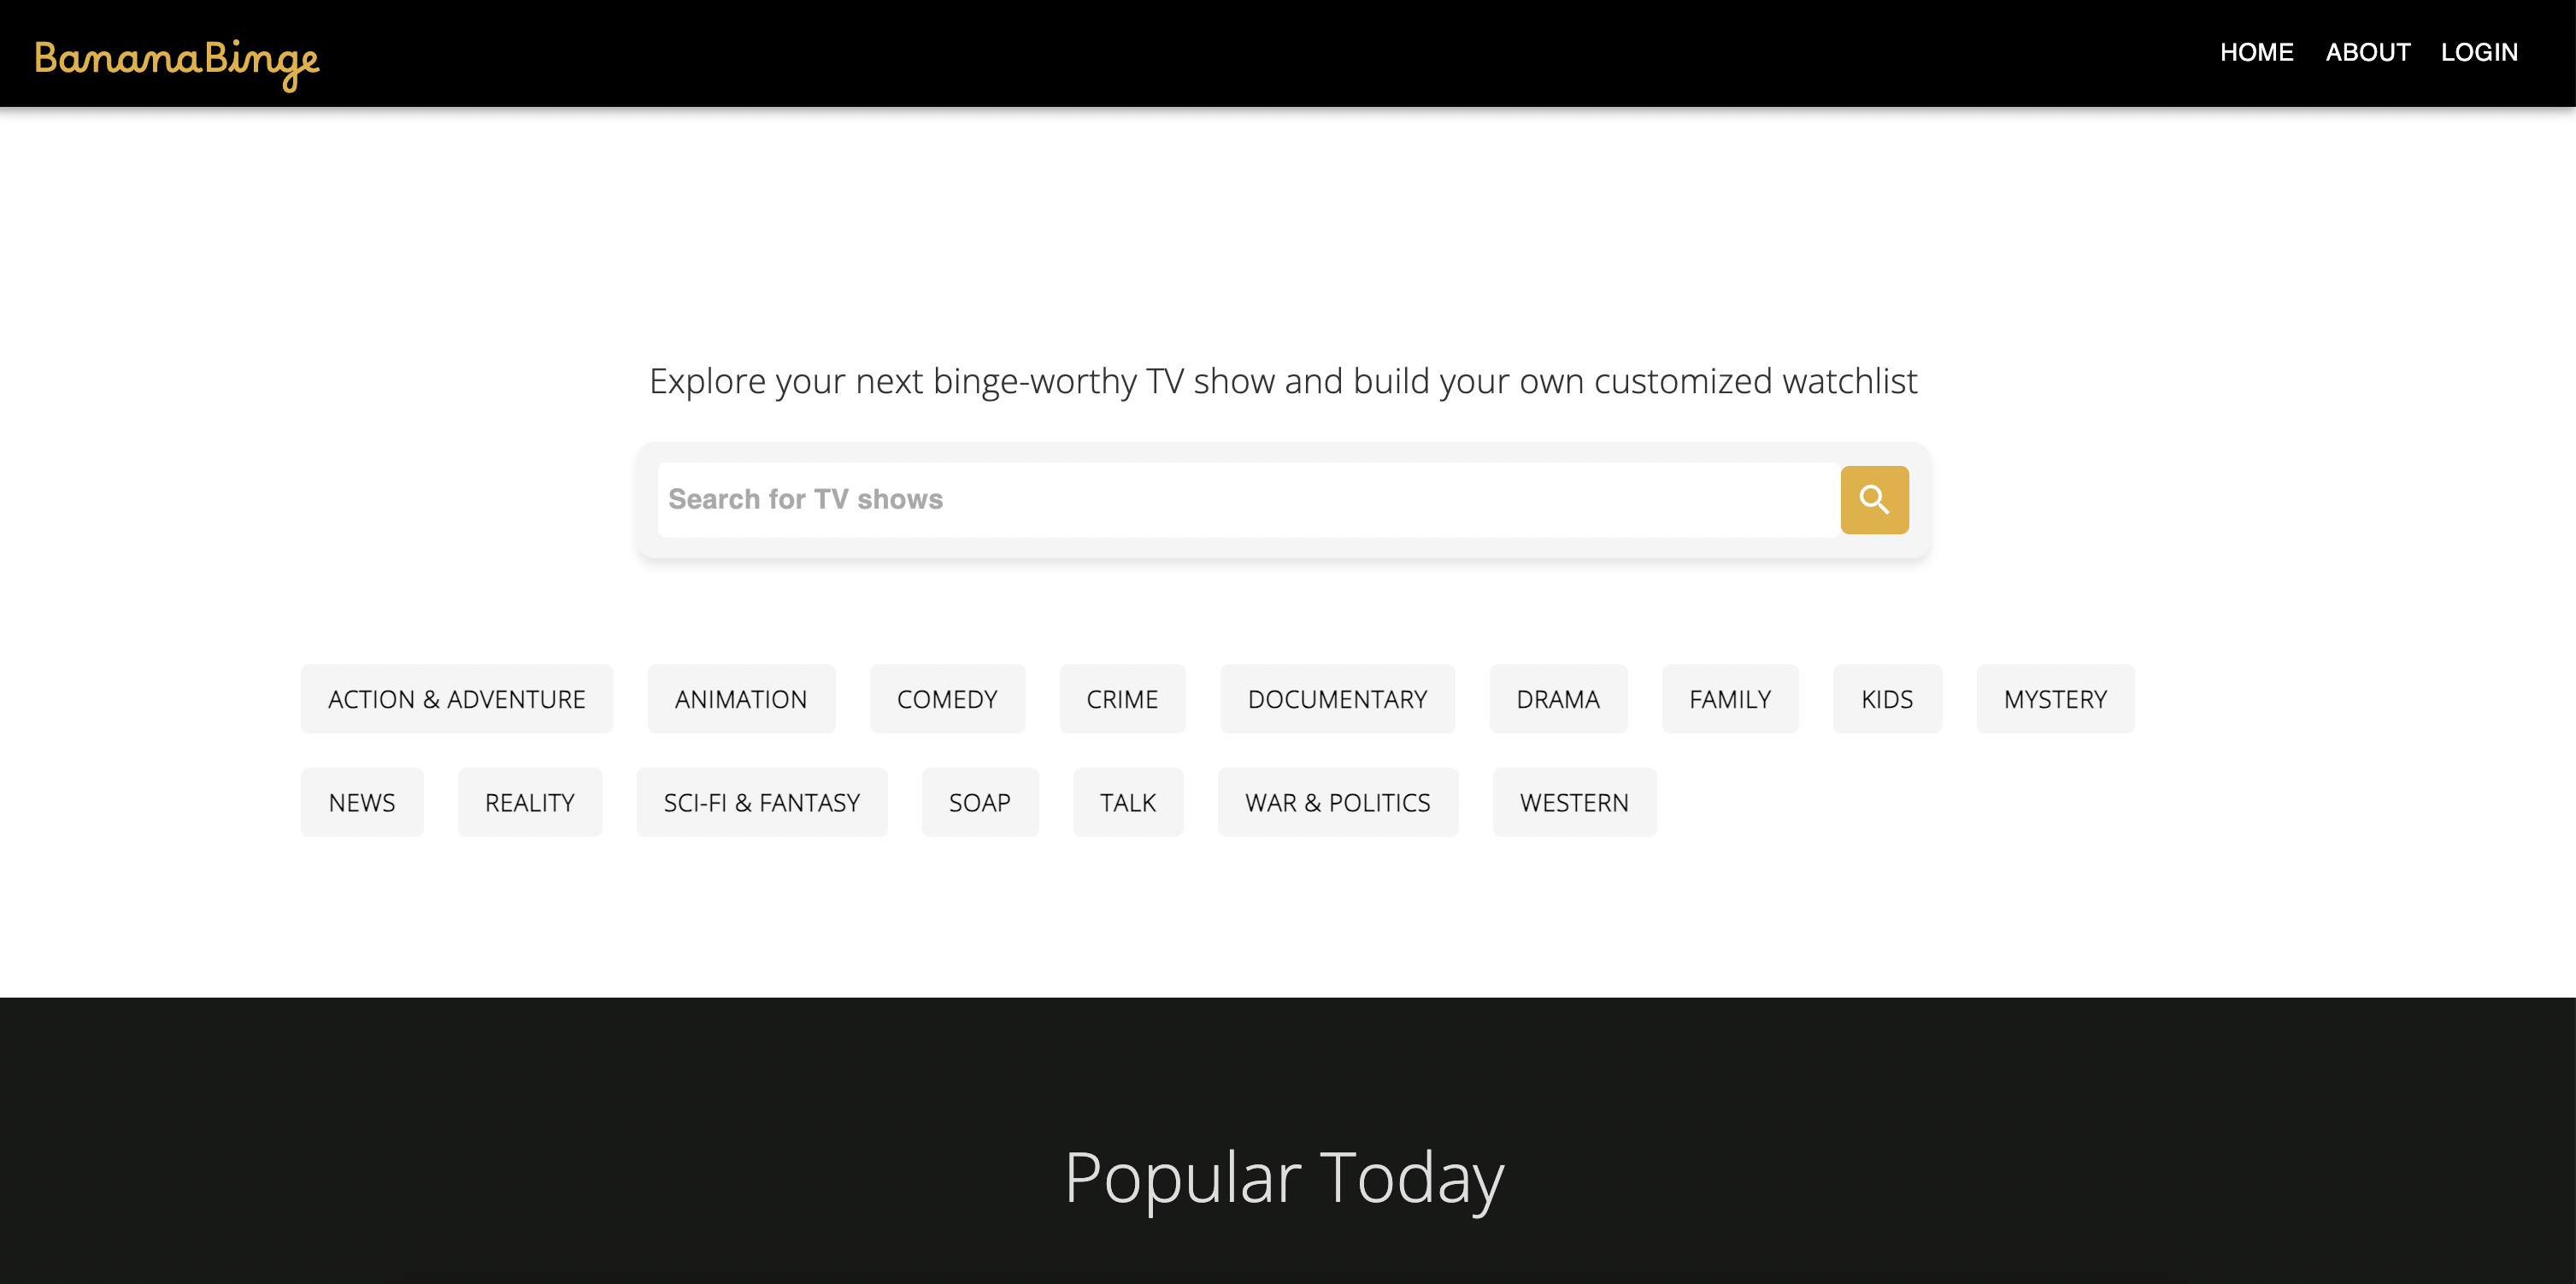 BananaBinge HOME ABOUT LOGIN
Explore your next binge-worthy TV show and build your own customized watchlist
Search for TV shows
ACTION & ADVENTURE ANIMATION COMEDY CRIME DOCUMENTARY DRAMA FAMILY KIDS MYSTERY
NEWS REALITY SCI-FI & FANTASY SOAP TALK WAR & POLITICS WESTERN
Popular Today